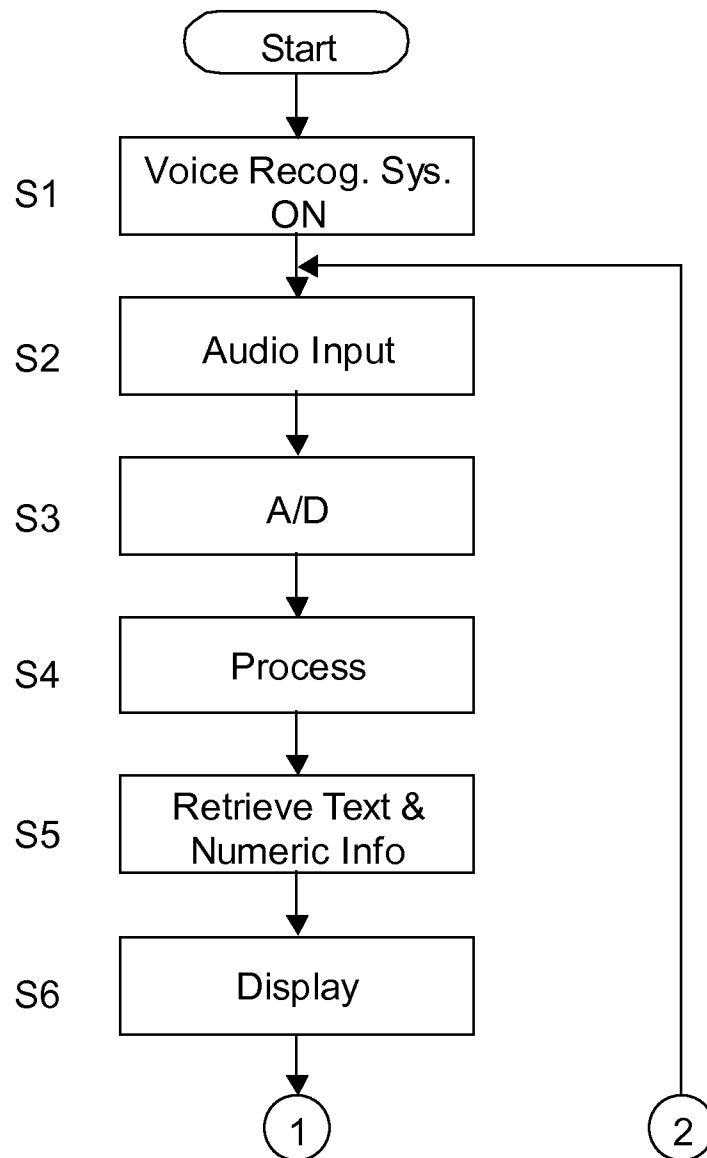 Start
S1
Voice Recog. Sys.
ON
S2
Audio Input
S3
A/D
S4
Process
S5
Retrieve Text &
Numeric Info
S6
Display
1
2